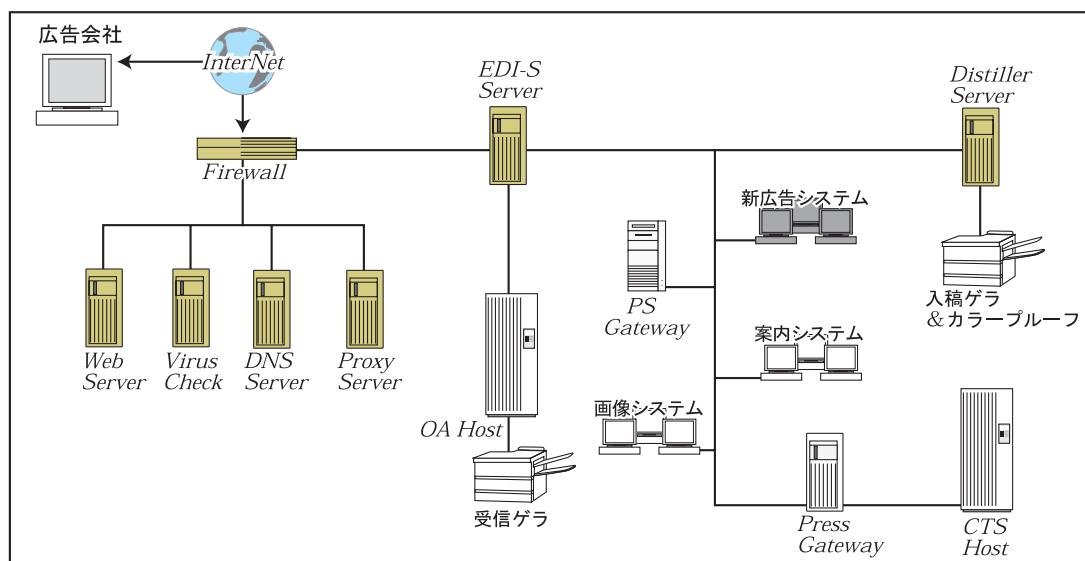 広告会社
InterNet
EDI-S
Server
Distiller
Server
Firewall
新広告システム
PS
Gateway
入稿ゲラ
&カラープルーフ
案内システム
Web
Server
Virus
Check
DNS
Server
Proxy
Server
画像システム
OA Host
受信ゲラ
Press
Gateway
CTS
Host